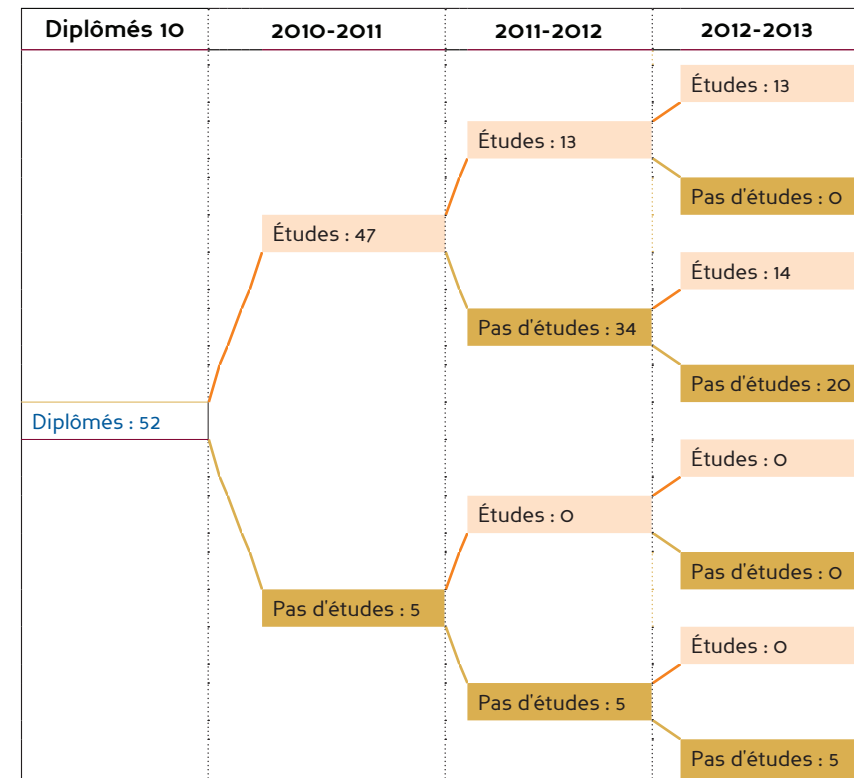 Diplômés 10 2010-2011 2011-2012 2012-2013
Études : 13
Études : 13
Pas d'études : 0
Études : 47
Études : 14
Pas d'études : 34
Pas d'études : 20
Diplômés : 52
Études : 0
Études : 0
Pas d'études : 0
Pas d'études : 5
Études : 0
Pas d'études : 5
Pas d'études : 5